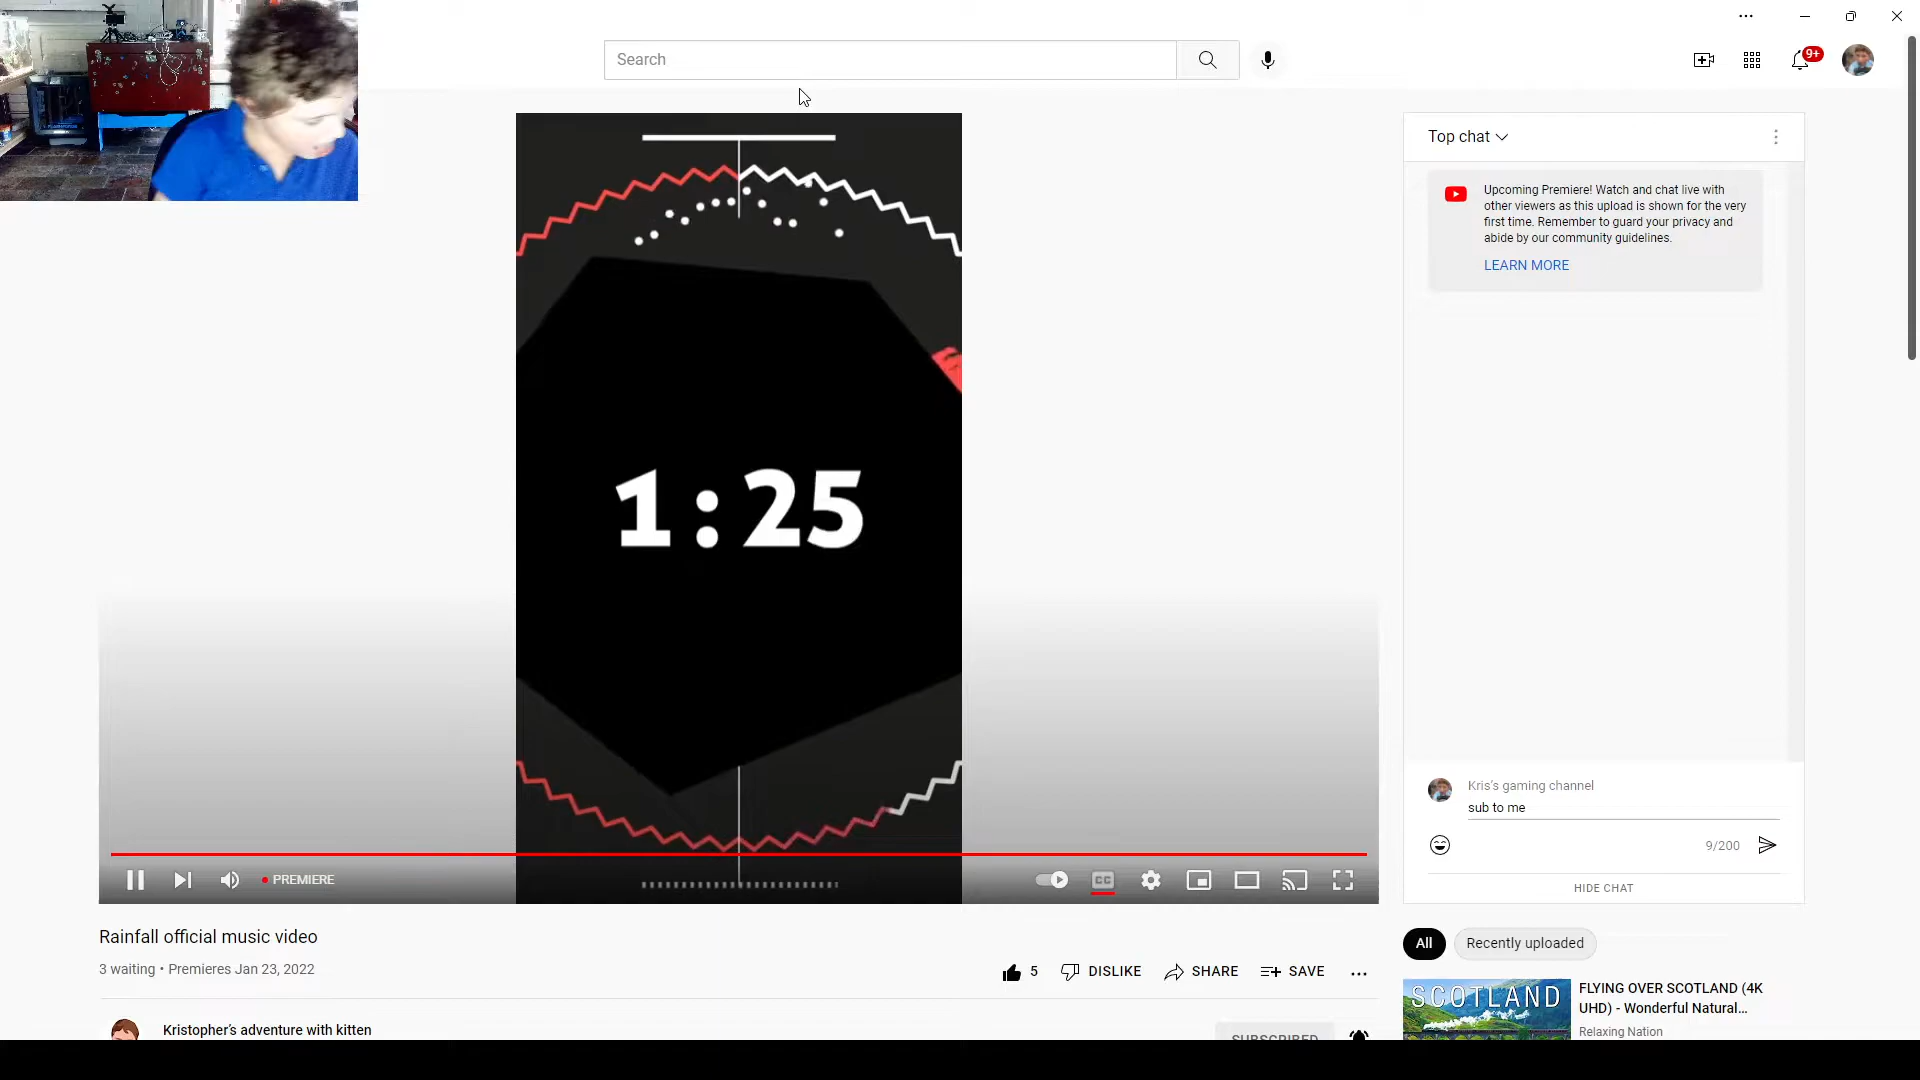 Search
9+
1:25
PREMIERE
CC
Rainfall official music video
3 waiting • Premieres Jan 23, 2022
5
DISLIKE
SHARE
SAVE
Kristopher's adventure with kitten
SUBSCRIBED
Top chat
Upcoming Premiere! Watch and chat live with
other viewers as this upload is shown for the very
first time. Remember to guard your privacy and
abide by our community guidelines.
LEARN MORE
Kris's gaming channel
sub to me
9/200
HIDE CHAT
All
Recently uploaded
SCOTLAND
FLYING OVER SCOTLAND (4K
UHD) - Wonderful Natural...
Relaxing Nation